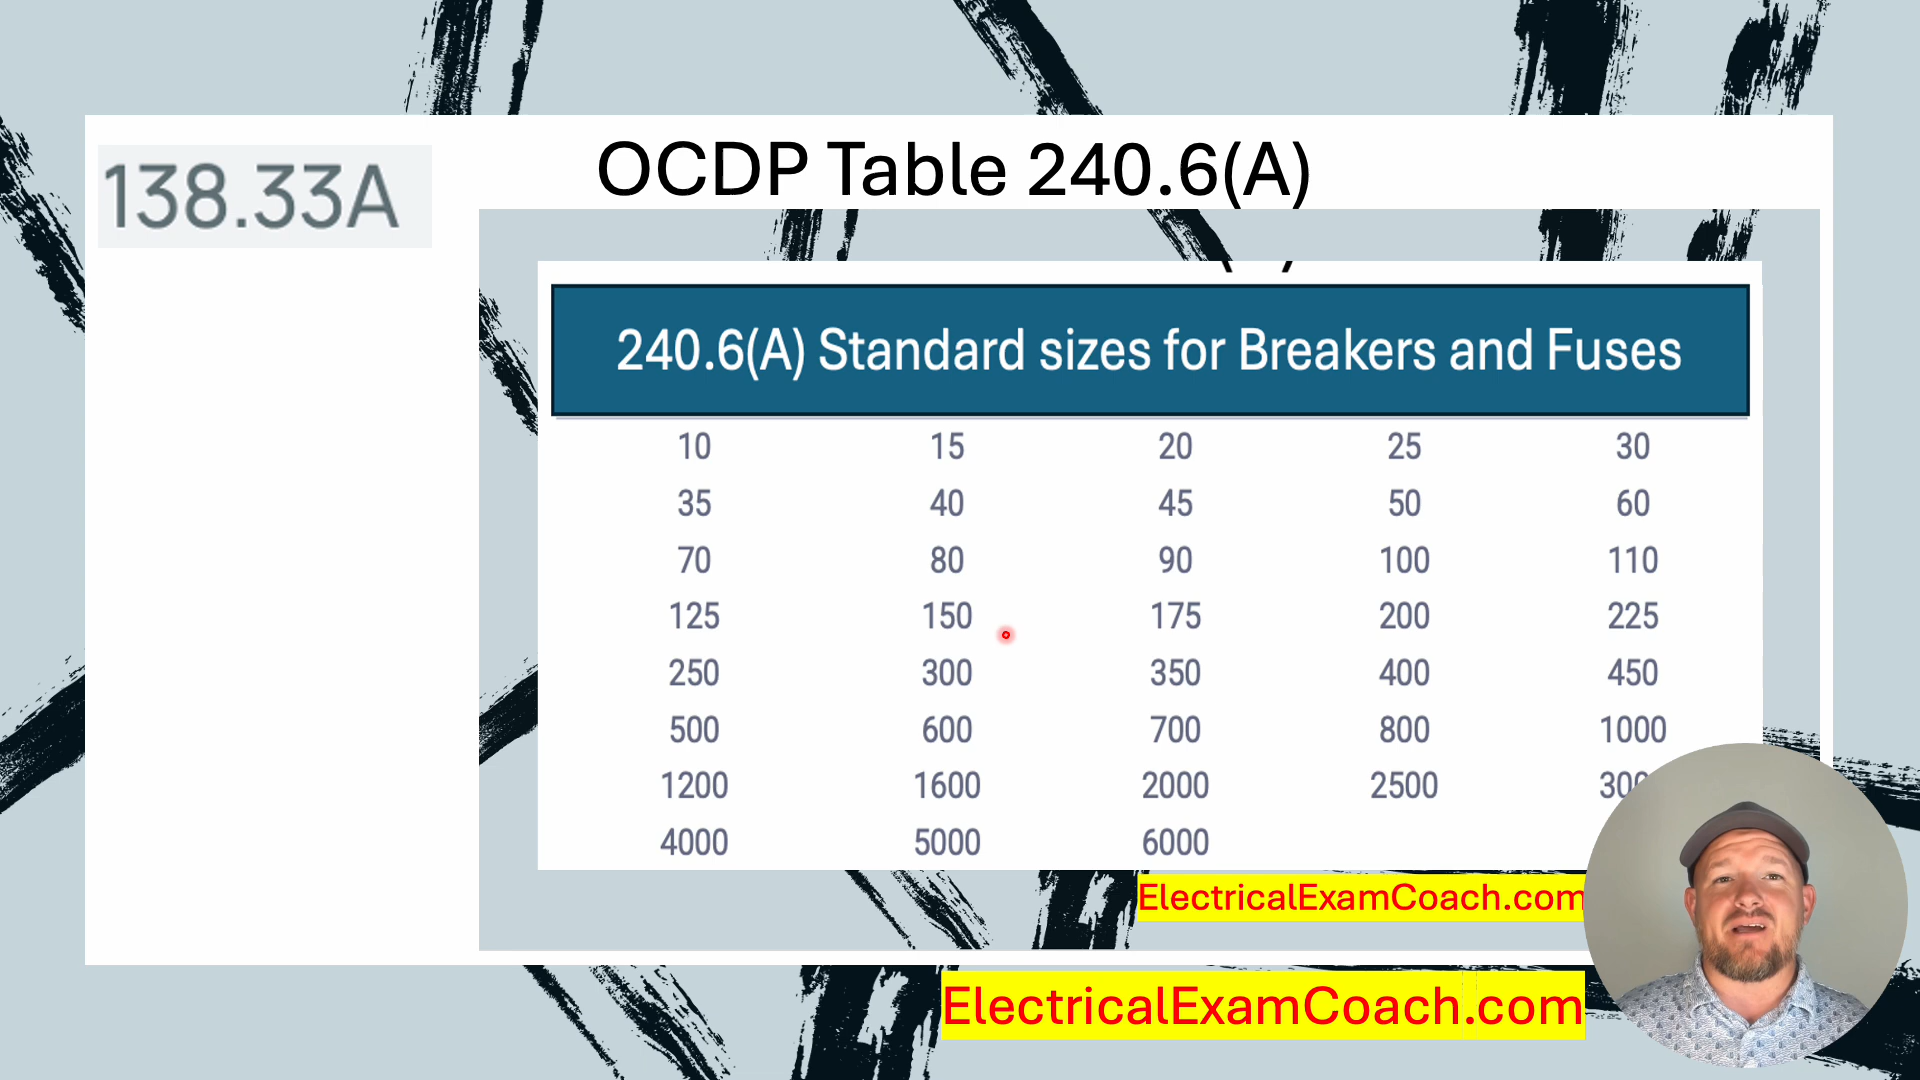 138.33A
OCDP Table 240.6(A)
240.6(A) Standard sizes for Breakers and Fuses
10 15 20 25 30
35 40 45 50 60
70 80 90 100 110
125 150 175 200 225
250 300 350 400 450
500 600 700 800 1000
1200 1600 2000 2500
4000 5000 6000
ElectricalExamCoach.com
ElectricalExamCoach.com